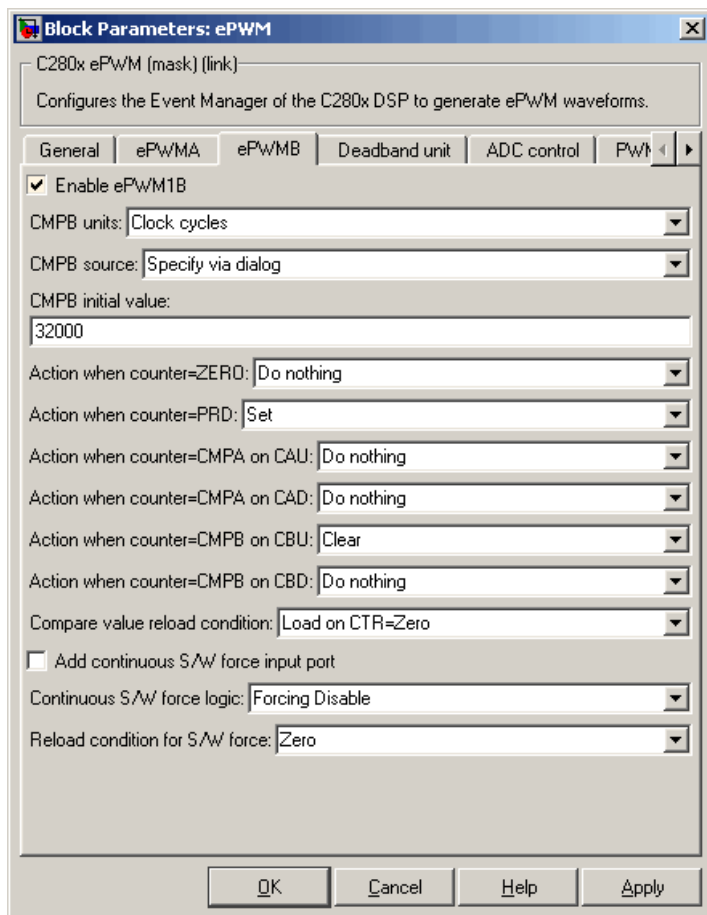 Block Parameters: ePWM
C280x ePWM (mask) (link)
Configures the Event Manager of the C280x DSP to generate ePWM waveforms.
General ePWMA ePWMB Deadband unit ADC control
Enable ePWM1B
CMPB units: Clock cycles
CMPB source: Specify via dialog
CMPB initial value:
32000
Action when counter=ZERO: Do nothing
Action when counter=PRD: Set
Action when counter=CMPA on CAU: Do nothing
Action when counter=CMPA on CAD: Do nothing
Action when counter=CMPB on CBU: Clear
Action when counter=CMPB on CBD: Do nothing
Compare value reload condition: Load on CTR=Zero
Add continuous S/W force input port
Continuous S/W force logic: Forcing Disable
Reload condition for S/W force: Zero
OK Cancel Help Apply